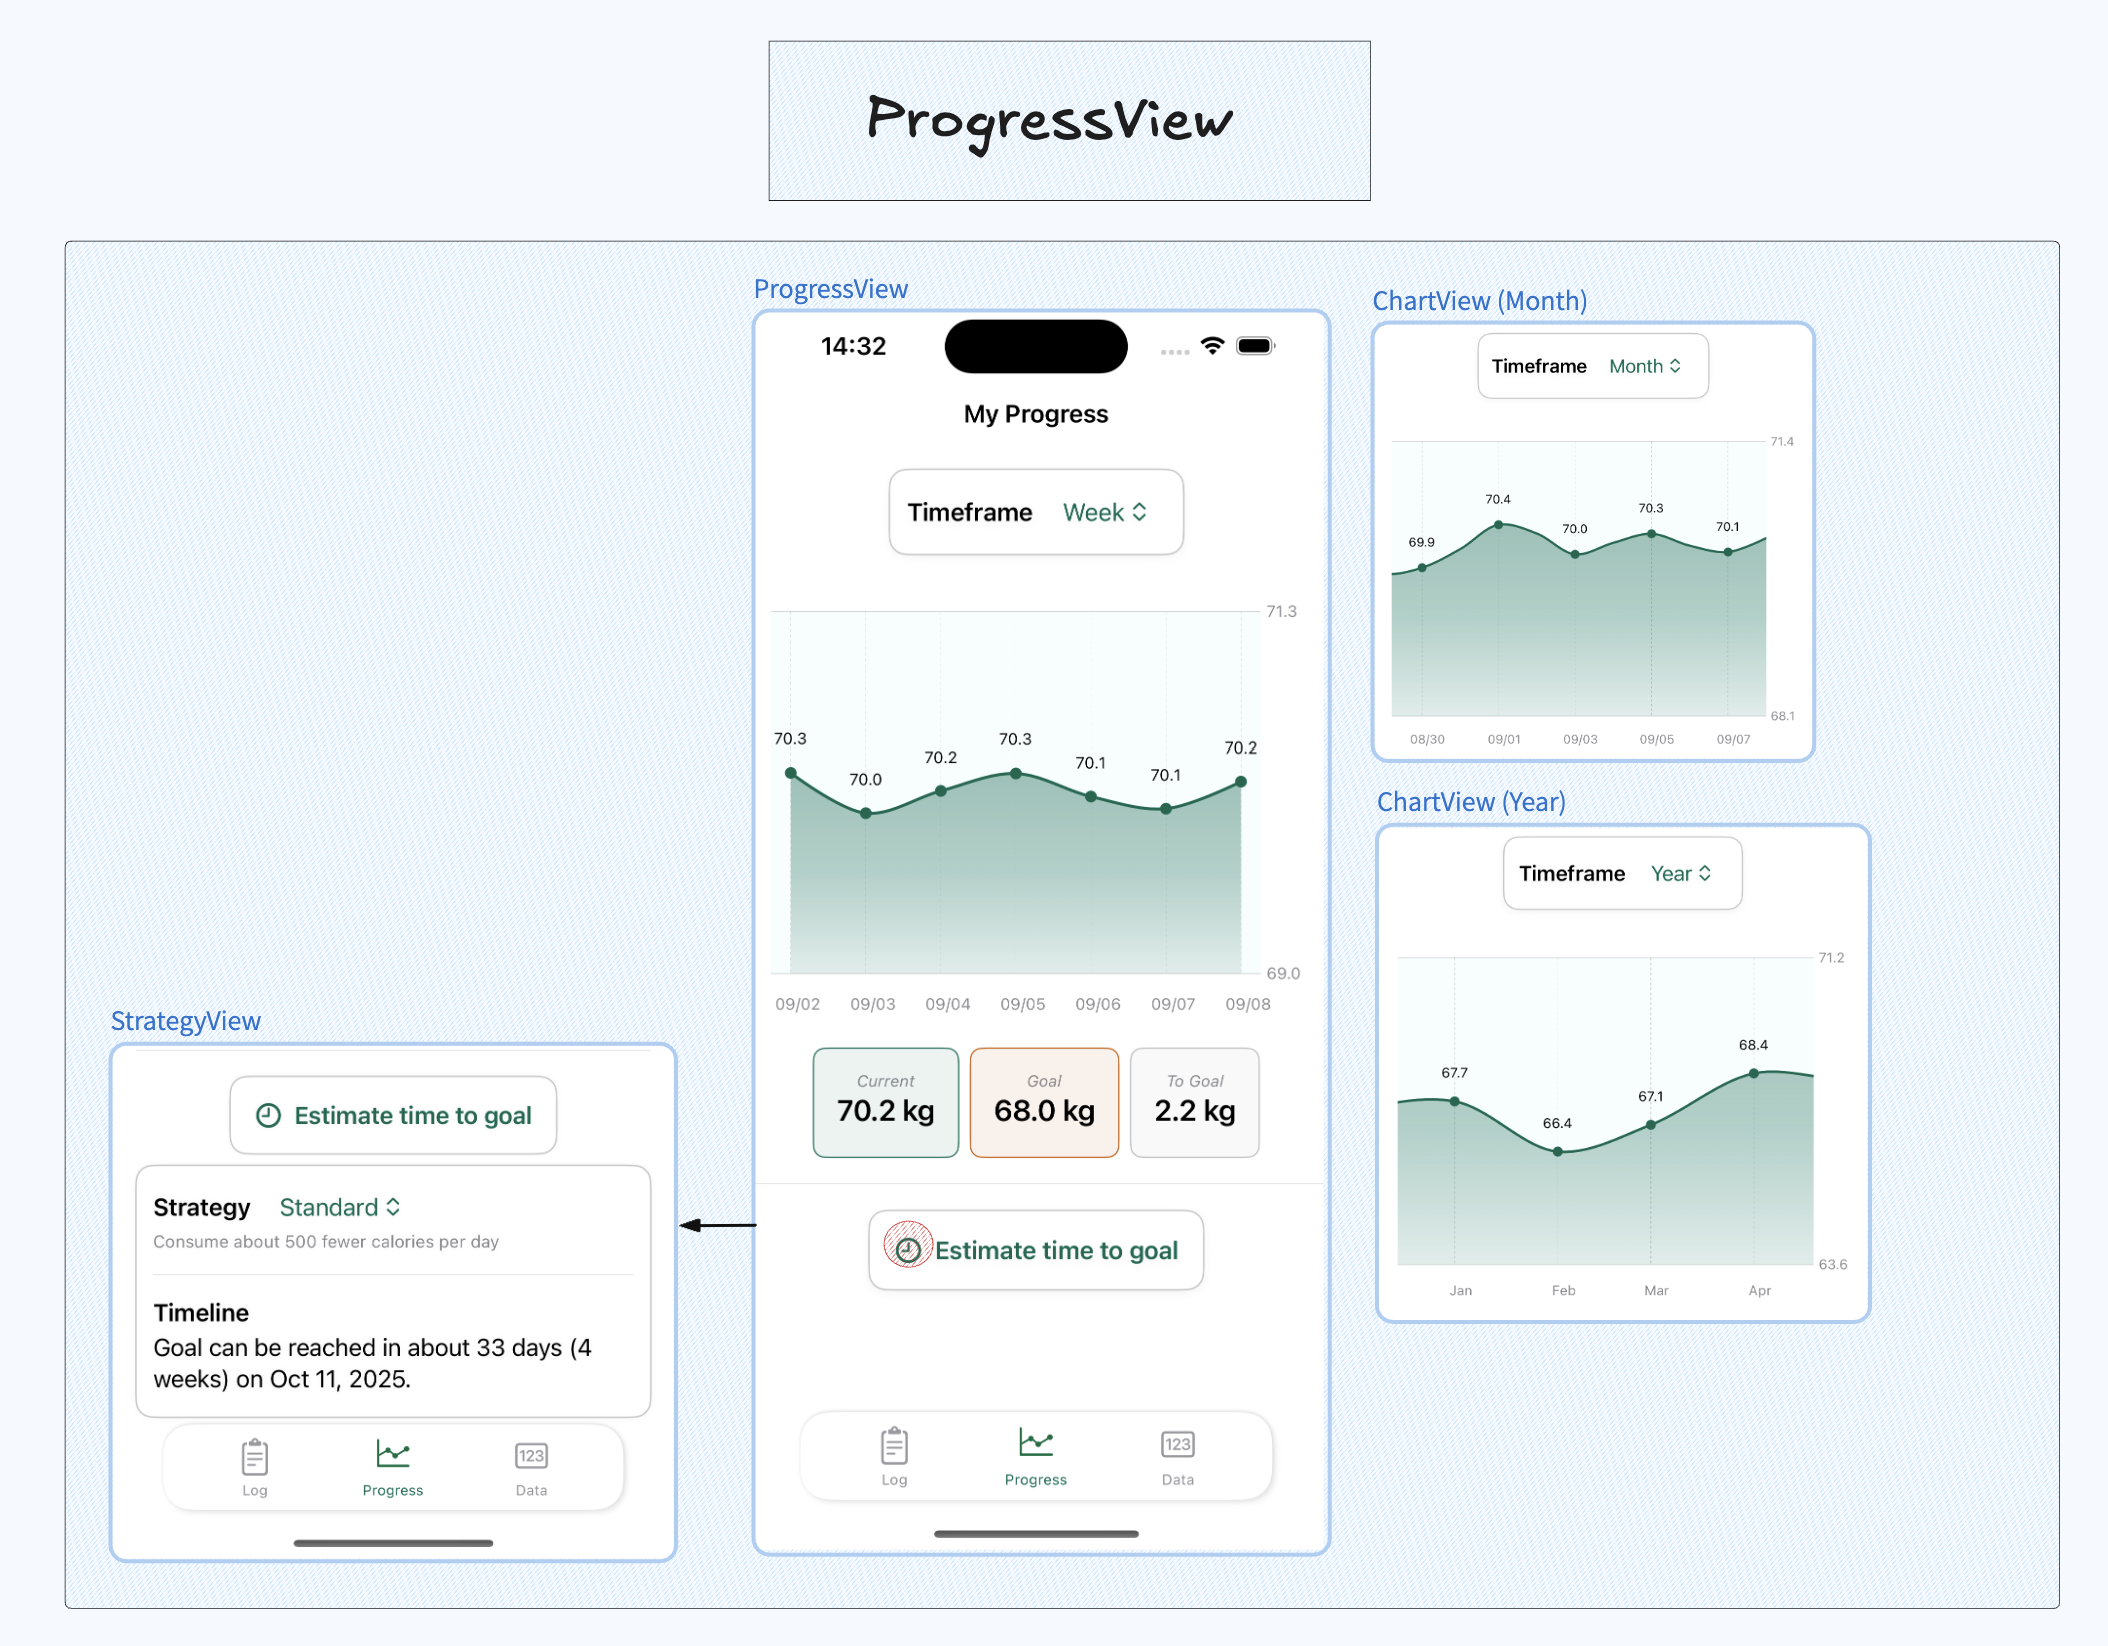 ProgressView
ProgressView
14:32
My Progress
Timeframe Week
71.3
70.3
70.0
70.2
70.3
70.1
70.1
70.2
69.0
09/02 09/03 09/04 09/05 09/06 09/07 09/08
Current
70.2 kg
Goal
68.0 kg
To Goal
2.2 kg
Estimate time to goal
Log Progress 123 Data
StrategyView
Estimate time to goal
Strategy Standard
Consume about 500 fewer calories per day
Timeline
Goal can be reached in about 33 days (4
weeks) on Oct 11, 2025.
Log Progress 123 Data
ChartView (Month)
Timeframe Month
71.4
69.9
70.4
70.0
70.3
70.1
68.1
08/30 09/01 09/03 09/05 09/07
ChartView (Year)
Timeframe Year
71.2
67.7
66.4
67.1
68.4
63.6
Jan Feb Mar Apr